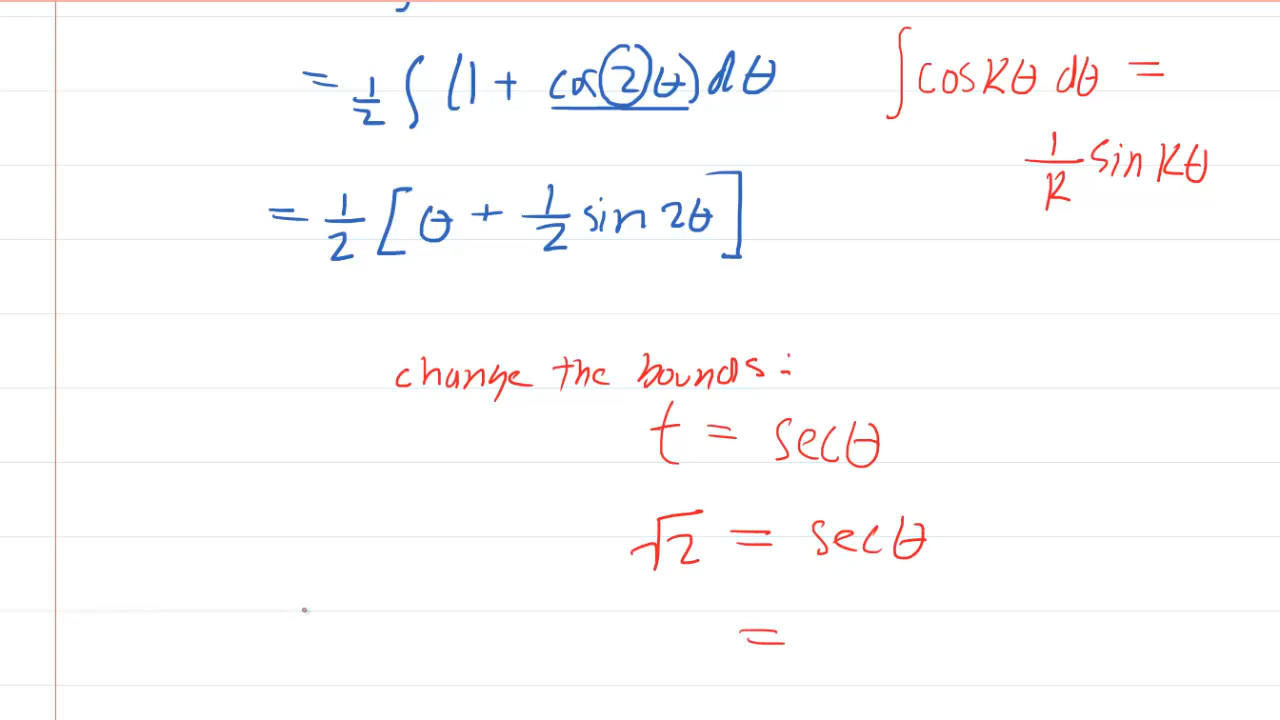 = 1/2 ∫ (1 + cos(2)θ) dθ
∫ cos kθ dθ =
1/k sin kθ
= 1/2 [θ + 1/2 sin 2θ]
change the bounds:
t = secθ
√2 = secθ
=